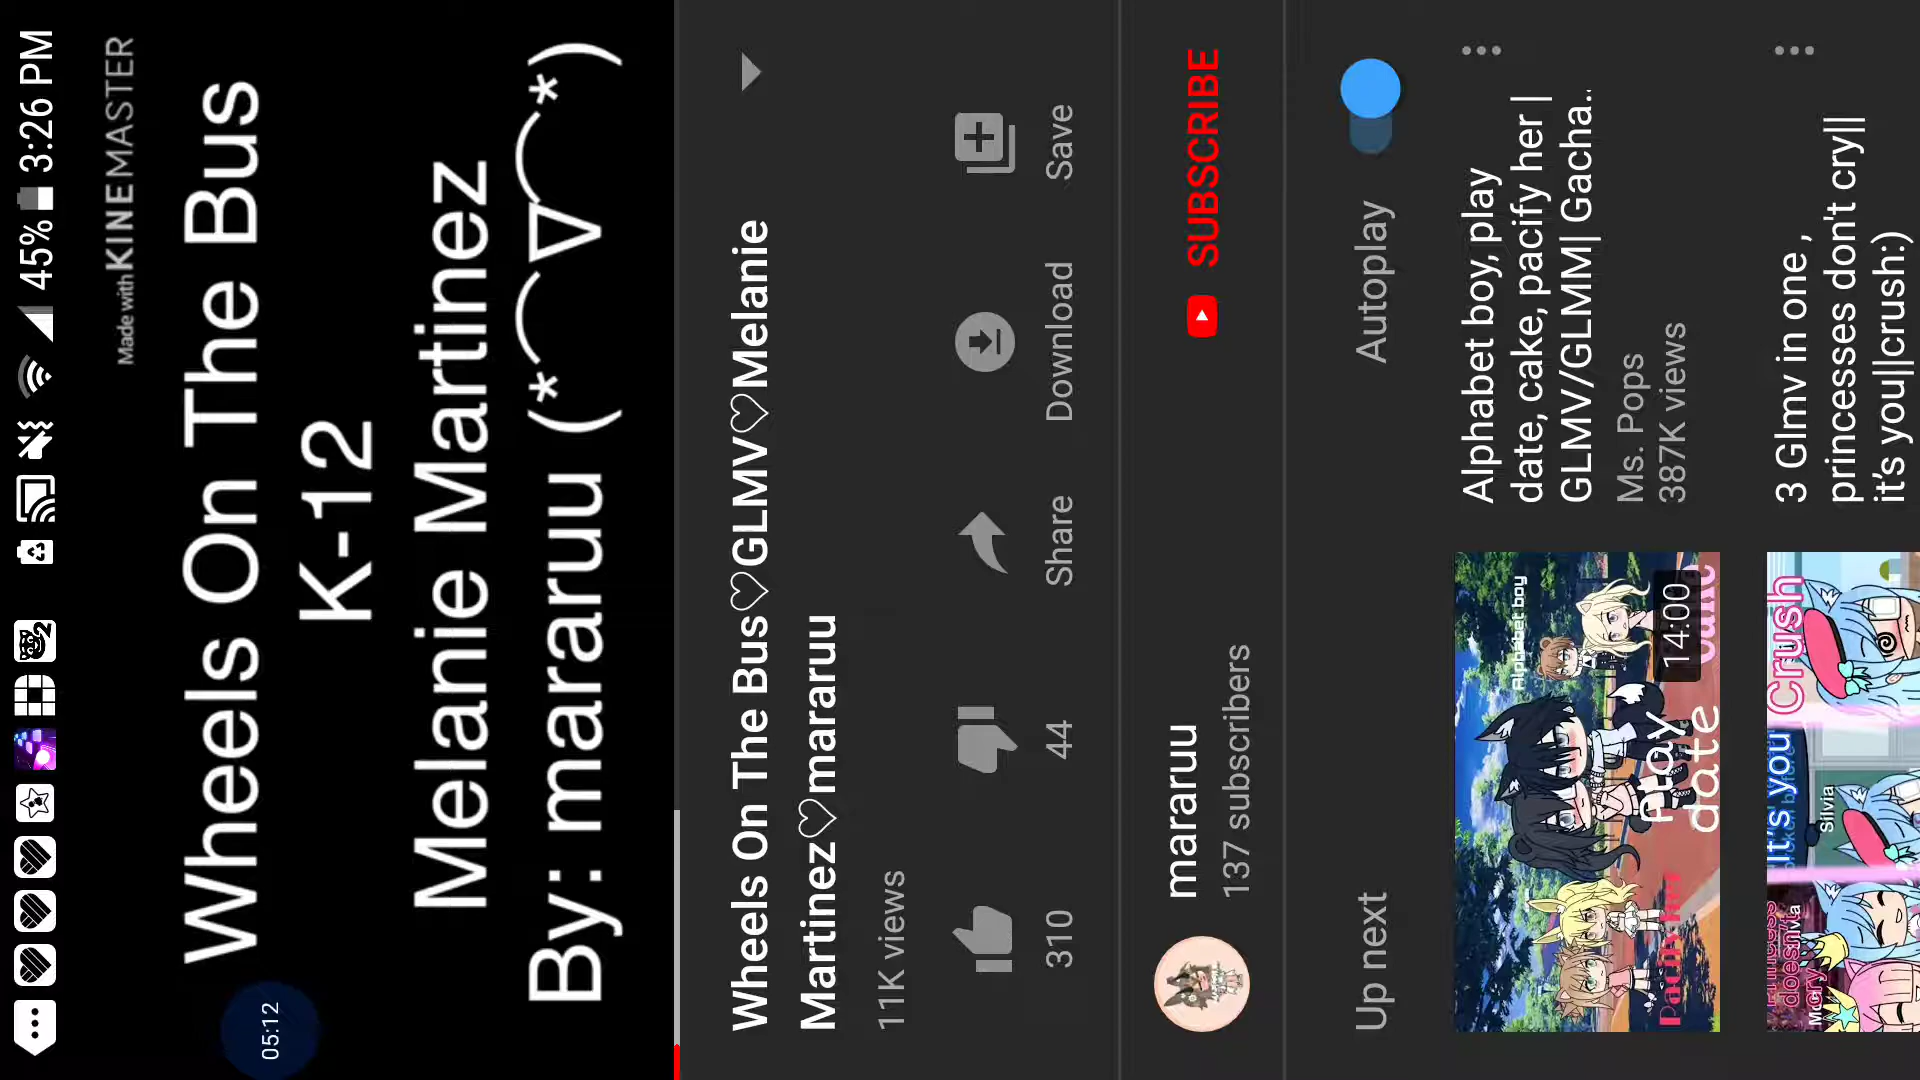 45% 3:26 PM
Made with KINEMASTER
Wheels On The Bus
K-12
Melanie Martinez
By: mararuu (*⌒∇⌒*)
05:12
Wheels On The Bus♡GLMV♡Melanie
Martinez♡mararuu
11K views
310
44
Share
Download
Save
mararuu
137 subscribers
SUBSCRIBE
Up next
Autoplay
Alphabet boy
Play
date
Cake
14:00
Alphabet boy, play
date, cake, pacify her |
GLMV/GLMM| Gacha..
Ms. Pops
387K views
Crush
it's you
Silvia
3 Glmv in one ,
princesses don't cry||
it's you||crush:)